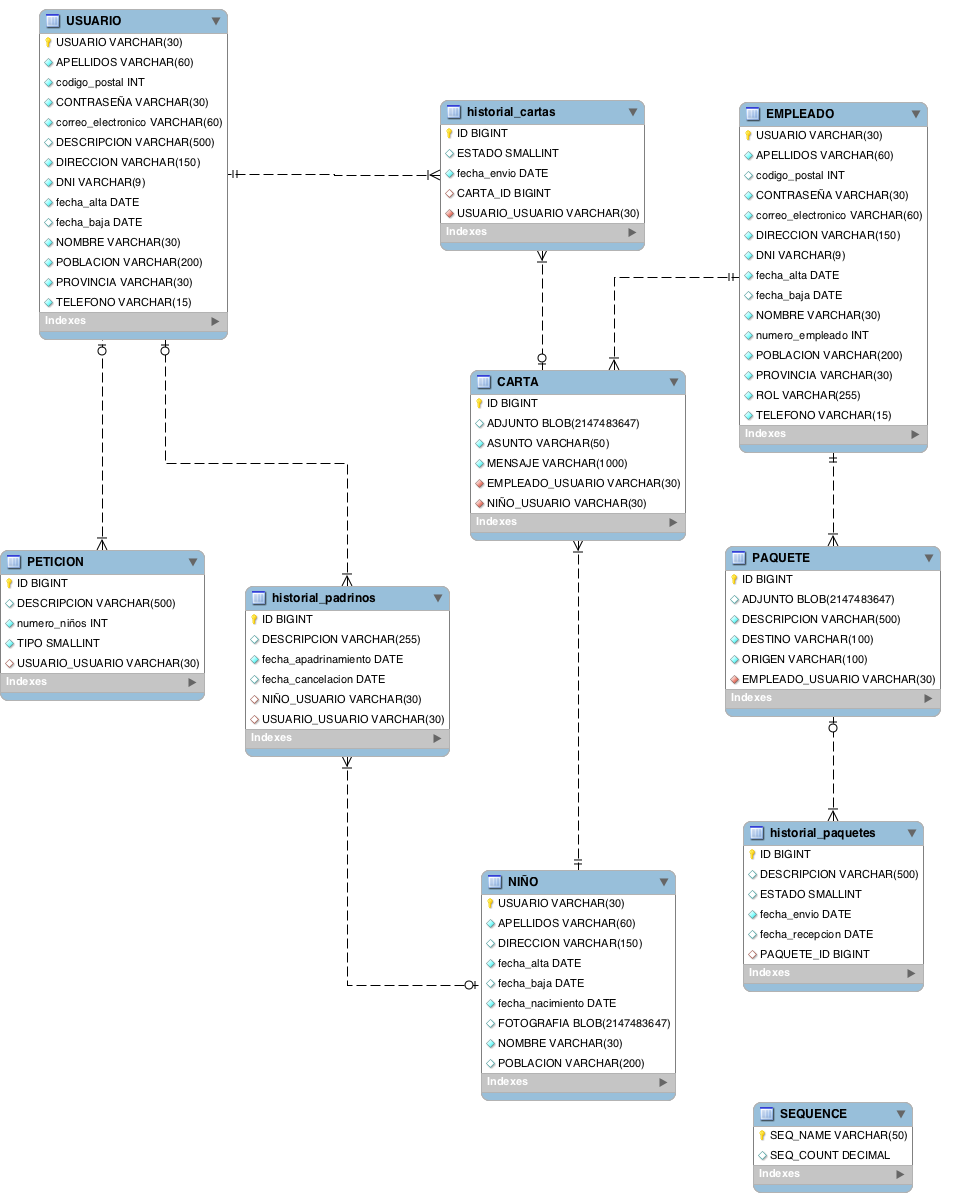 USUARIO
USUARIO VARCHAR(30)
APELLIDOS VARCHAR(60)
codigo_postal INT
CONTRASEÑA VARCHAR(30)
correo_electronico VARCHAR(60)
DESCRIPCION VARCHAR(500)
DIRECCION VARCHAR(150)
DNI VARCHAR(9)
fecha_alta DATE
fecha_baja DATE
NOMBRE VARCHAR(30)
POBLACION VARCHAR(200)
PROVINCIA VARCHAR(30)
TELEFONO VARCHAR(15)
Indexes
historial_cartas
ID BIGINT
ESTADO SMALLINT
fecha_envio DATE
CARTA_ID BIGINT
USUARIO_USUARIO VARCHAR(30)
Indexes
EMPLEADO
USUARIO VARCHAR(30)
APELLIDOS VARCHAR(60)
codigo_postal INT
CONTRASEÑA VARCHAR(30)
correo_electronico VARCHAR(60)
DIRECCION VARCHAR(150)
DNI VARCHAR(9)
fecha_alta DATE
fecha_baja DATE
NOMBRE VARCHAR(30)
numero_empleado INT
POBLACION VARCHAR(200)
PROVINCIA VARCHAR(30)
ROL VARCHAR(255)
TELEFONO VARCHAR(15)
Indexes
CARTA
ID BIGINT
ADJUNTO BLOB(2147483647)
ASUNTO VARCHAR(50)
MENSAJE VARCHAR(1000)
EMPLEADO_USUARIO VARCHAR(30)
NIÑO_USUARIO VARCHAR(30)
Indexes
PETICION
ID BIGINT
DESCRIPCION VARCHAR(500)
numero_niños INT
TIPO SMALLINT
USUARIO_USUARIO VARCHAR(30)
Indexes
historial_padrinos
ID BIGINT
DESCRIPCION VARCHAR(255)
fecha_apadrinamiento DATE
fecha_cancelacion DATE
NIÑO_USUARIO VARCHAR(30)
USUARIO_USUARIO VARCHAR(30)
Indexes
PAQUETE
ID BIGINT
ADJUNTO BLOB(2147483647)
DESCRIPCION VARCHAR(500)
DESTINO VARCHAR(100)
ORIGEN VARCHAR(100)
EMPLEADO_USUARIO VARCHAR(30)
Indexes
historial_paquetes
ID BIGINT
DESCRIPCION VARCHAR(500)
ESTADO SMALLINT
fecha_envio DATE
fecha_recepcion DATE
PAQUETE_ID BIGINT
Indexes
NIÑO
USUARIO VARCHAR(30)
APELLIDOS VARCHAR(60)
DIRECCION VARCHAR(150)
fecha_alta DATE
fecha_baja DATE
fecha_nacimiento DATE
FOTOGRAFIA BLOB(2147483647)
NOMBRE VARCHAR(30)
POBLACION VARCHAR(200)
Indexes
SEQUENCE
SEQ_NAME VARCHAR(50)
SEQ_COUNT DECIMAL
Indexes